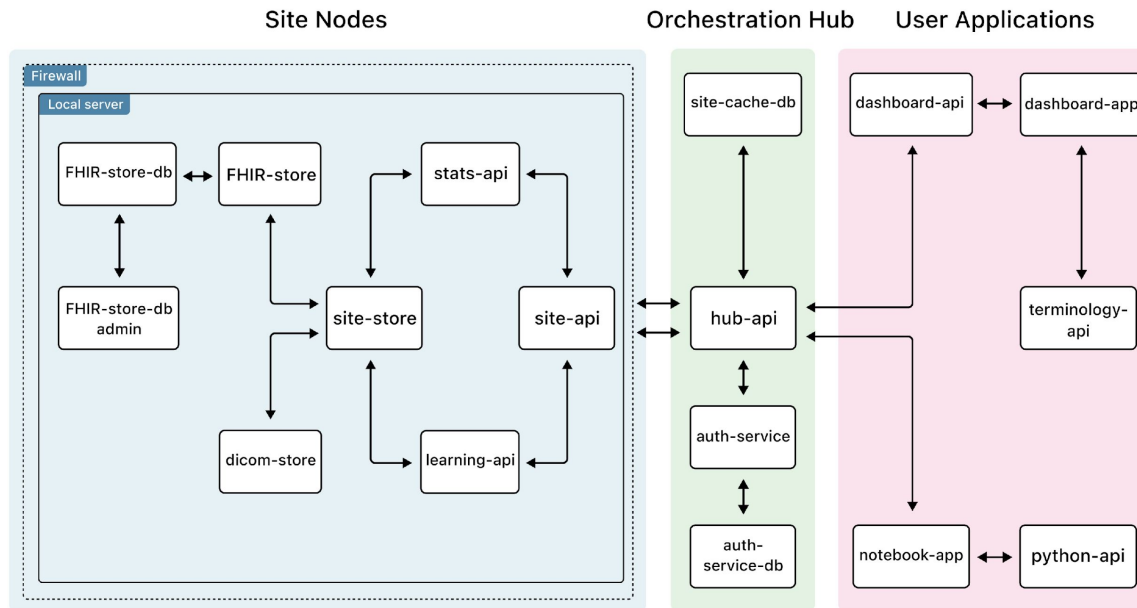 Site Nodes
Orchestration Hub
User Applications
Firewall
Local server
FHIR-store-db
FHIR-store
stats-api
FHIR-store-db
admin
site-store
site-api
dicom-store
learning-api
site-cache-db
hub-api
auth-service
auth-
service-db
dashboard-api
dashboard-app
terminology-
api
notebook-app
python-api